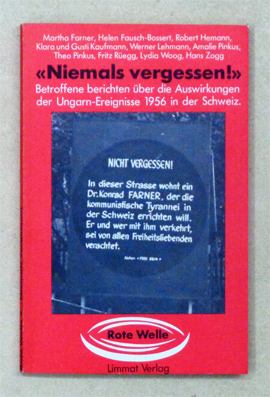 Martha Farner, Helen Fausch-Bossert, Robert Hemann,
Klara und Gusti Kaufmann, Werner Lehmann, Amalie Pinkus,
Theo Pinkus, Fritz Rüegg, Lydia Woog, Hans Zogg
«Niemals vergessen!»
Betroffene berichten über die Auswirkungen
der Ungarn-Ereignisse 1956 in der Schweiz.
NICHT VERGESSEN!
In dieser Strasse wohnt ein
Dr. Konrad FARNER, der die
kommunistische Tyrannei in
der Schweiz errichten will.
Er und wer mit ihm verkehrt,
sei von allen Freiheitsliebenden
verachtet.
Rote Welle
Limmat Verlag